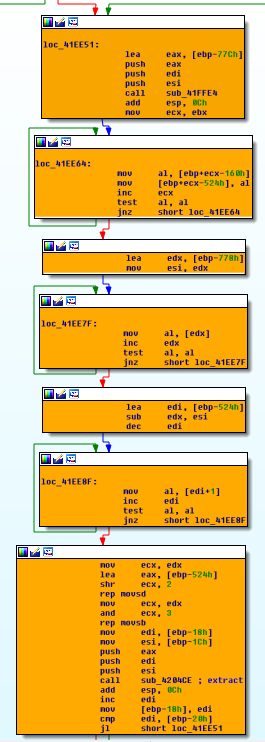 loc_41EE51:
lea eax, [ebp-77Ch]
push eax
push edi
push esi
call sub_41FFE4
add esp, 0Ch
mov ecx, ebx
loc_41EE64:
mov al, [ebp+ecx-160h]
mov [ebp+ecx-524h], al
inc ecx
test al, al
jnz short loc_41EE64
lea edx, [ebp-778h]
mov esi, edx
loc_41EE7F:
mov al, [edx]
inc edx
test al, al
jnz short loc_41EE7F
lea edi, [ebp-524h]
sub edx, esi
dec edi
loc_41EE8F:
mov al, [edi+1]
inc edi
test al, al
jnz short loc_41EE8F
mov ecx, edx
lea eax, [ebp-524h]
shr ecx, 2
rep movsd
mov ecx, edx
and ecx, 3
rep movsb
mov edi, [ebp-18h]
mov esi, [ebp-1Ch]
push eax
push edi
push esi
call sub_4204CE ; extract
add esp, 0Ch
inc edi
mov [ebp-18h], edi
cmp edi, [ebp-20h]
jl short loc_41EE51